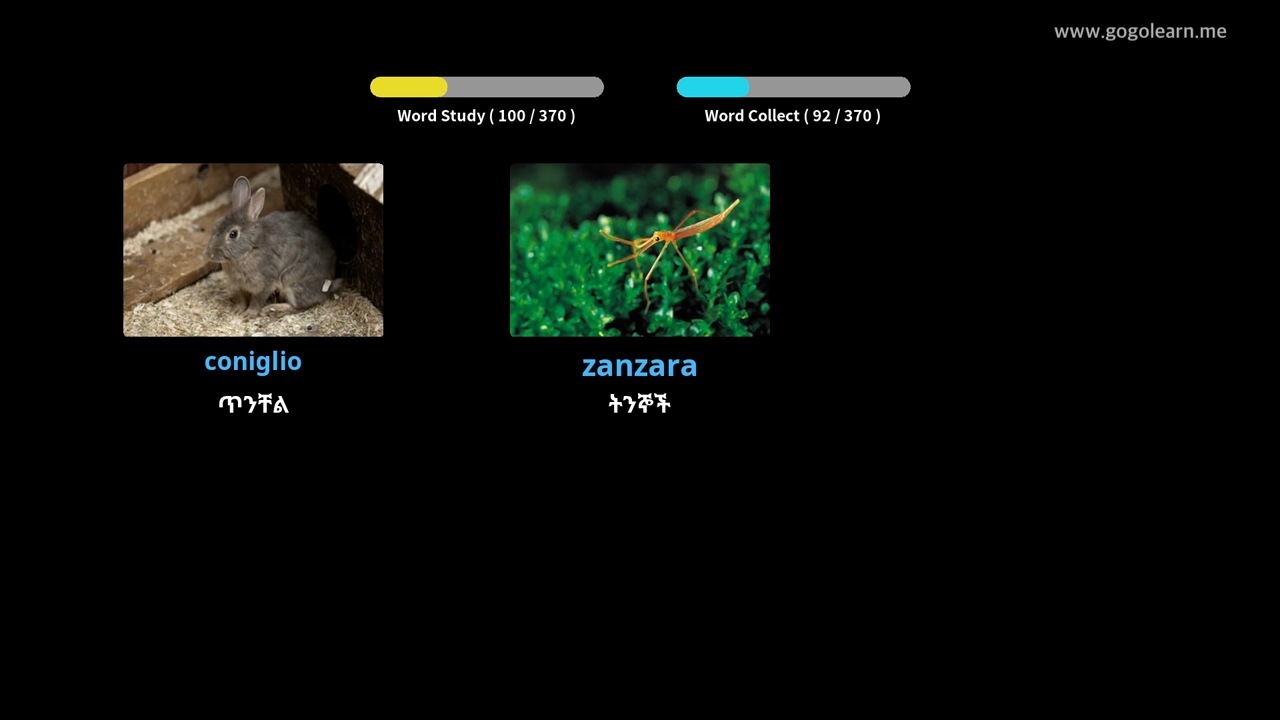 www.gogolearn.me
Word Study ( 100 / 370 )
Word Collect ( 92 / 370 )
coniglio
ጥንቸል
zanzara
ትንኞች